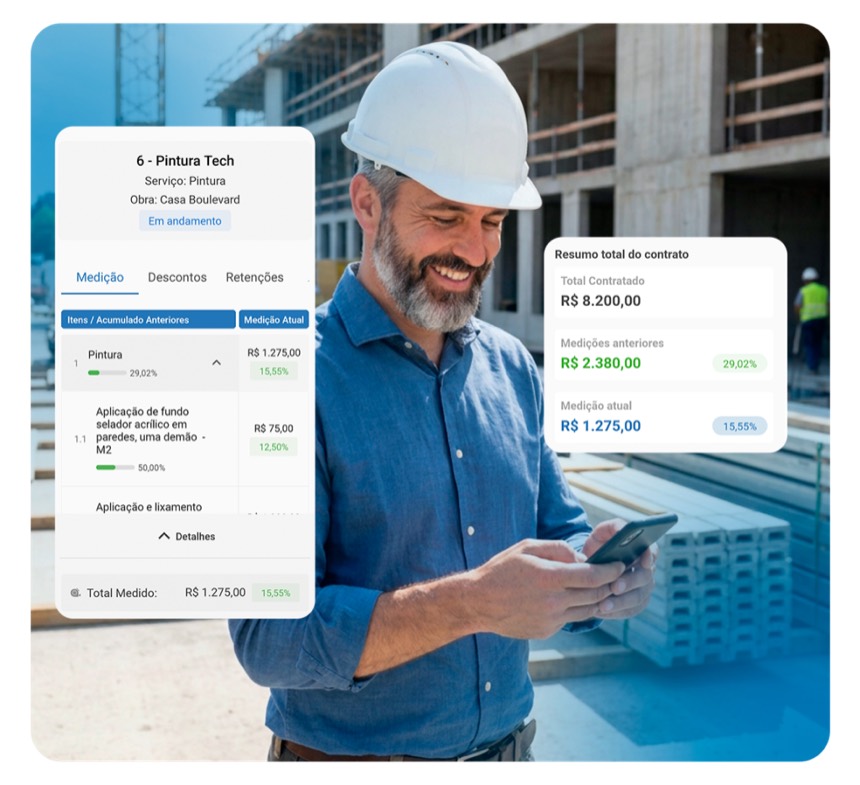 6 - Pintura Tech
Serviço: Pintura
Obra: Casa Boulevard
Em andamento
Medição Descontos Retenções
Itens / Acumulado Anteriores Medição Atual
1 Pintura R$ 1.275,00
29,02% 15,55%
Aplicação de fundo
selador acrílico em
1.1 paredes, uma demão -
M2
50,00%
R$ 75,00
12,50%
Aplicação e lixamento
Detalhes
Total Medido: R$ 1.275,00 15,55%
Resumo total do contrato
Total Contratado
R$ 8.200,00
Medições anteriores
R$ 2.380,00 29,02%
Medição atual
R$ 1.275,00 15,55%